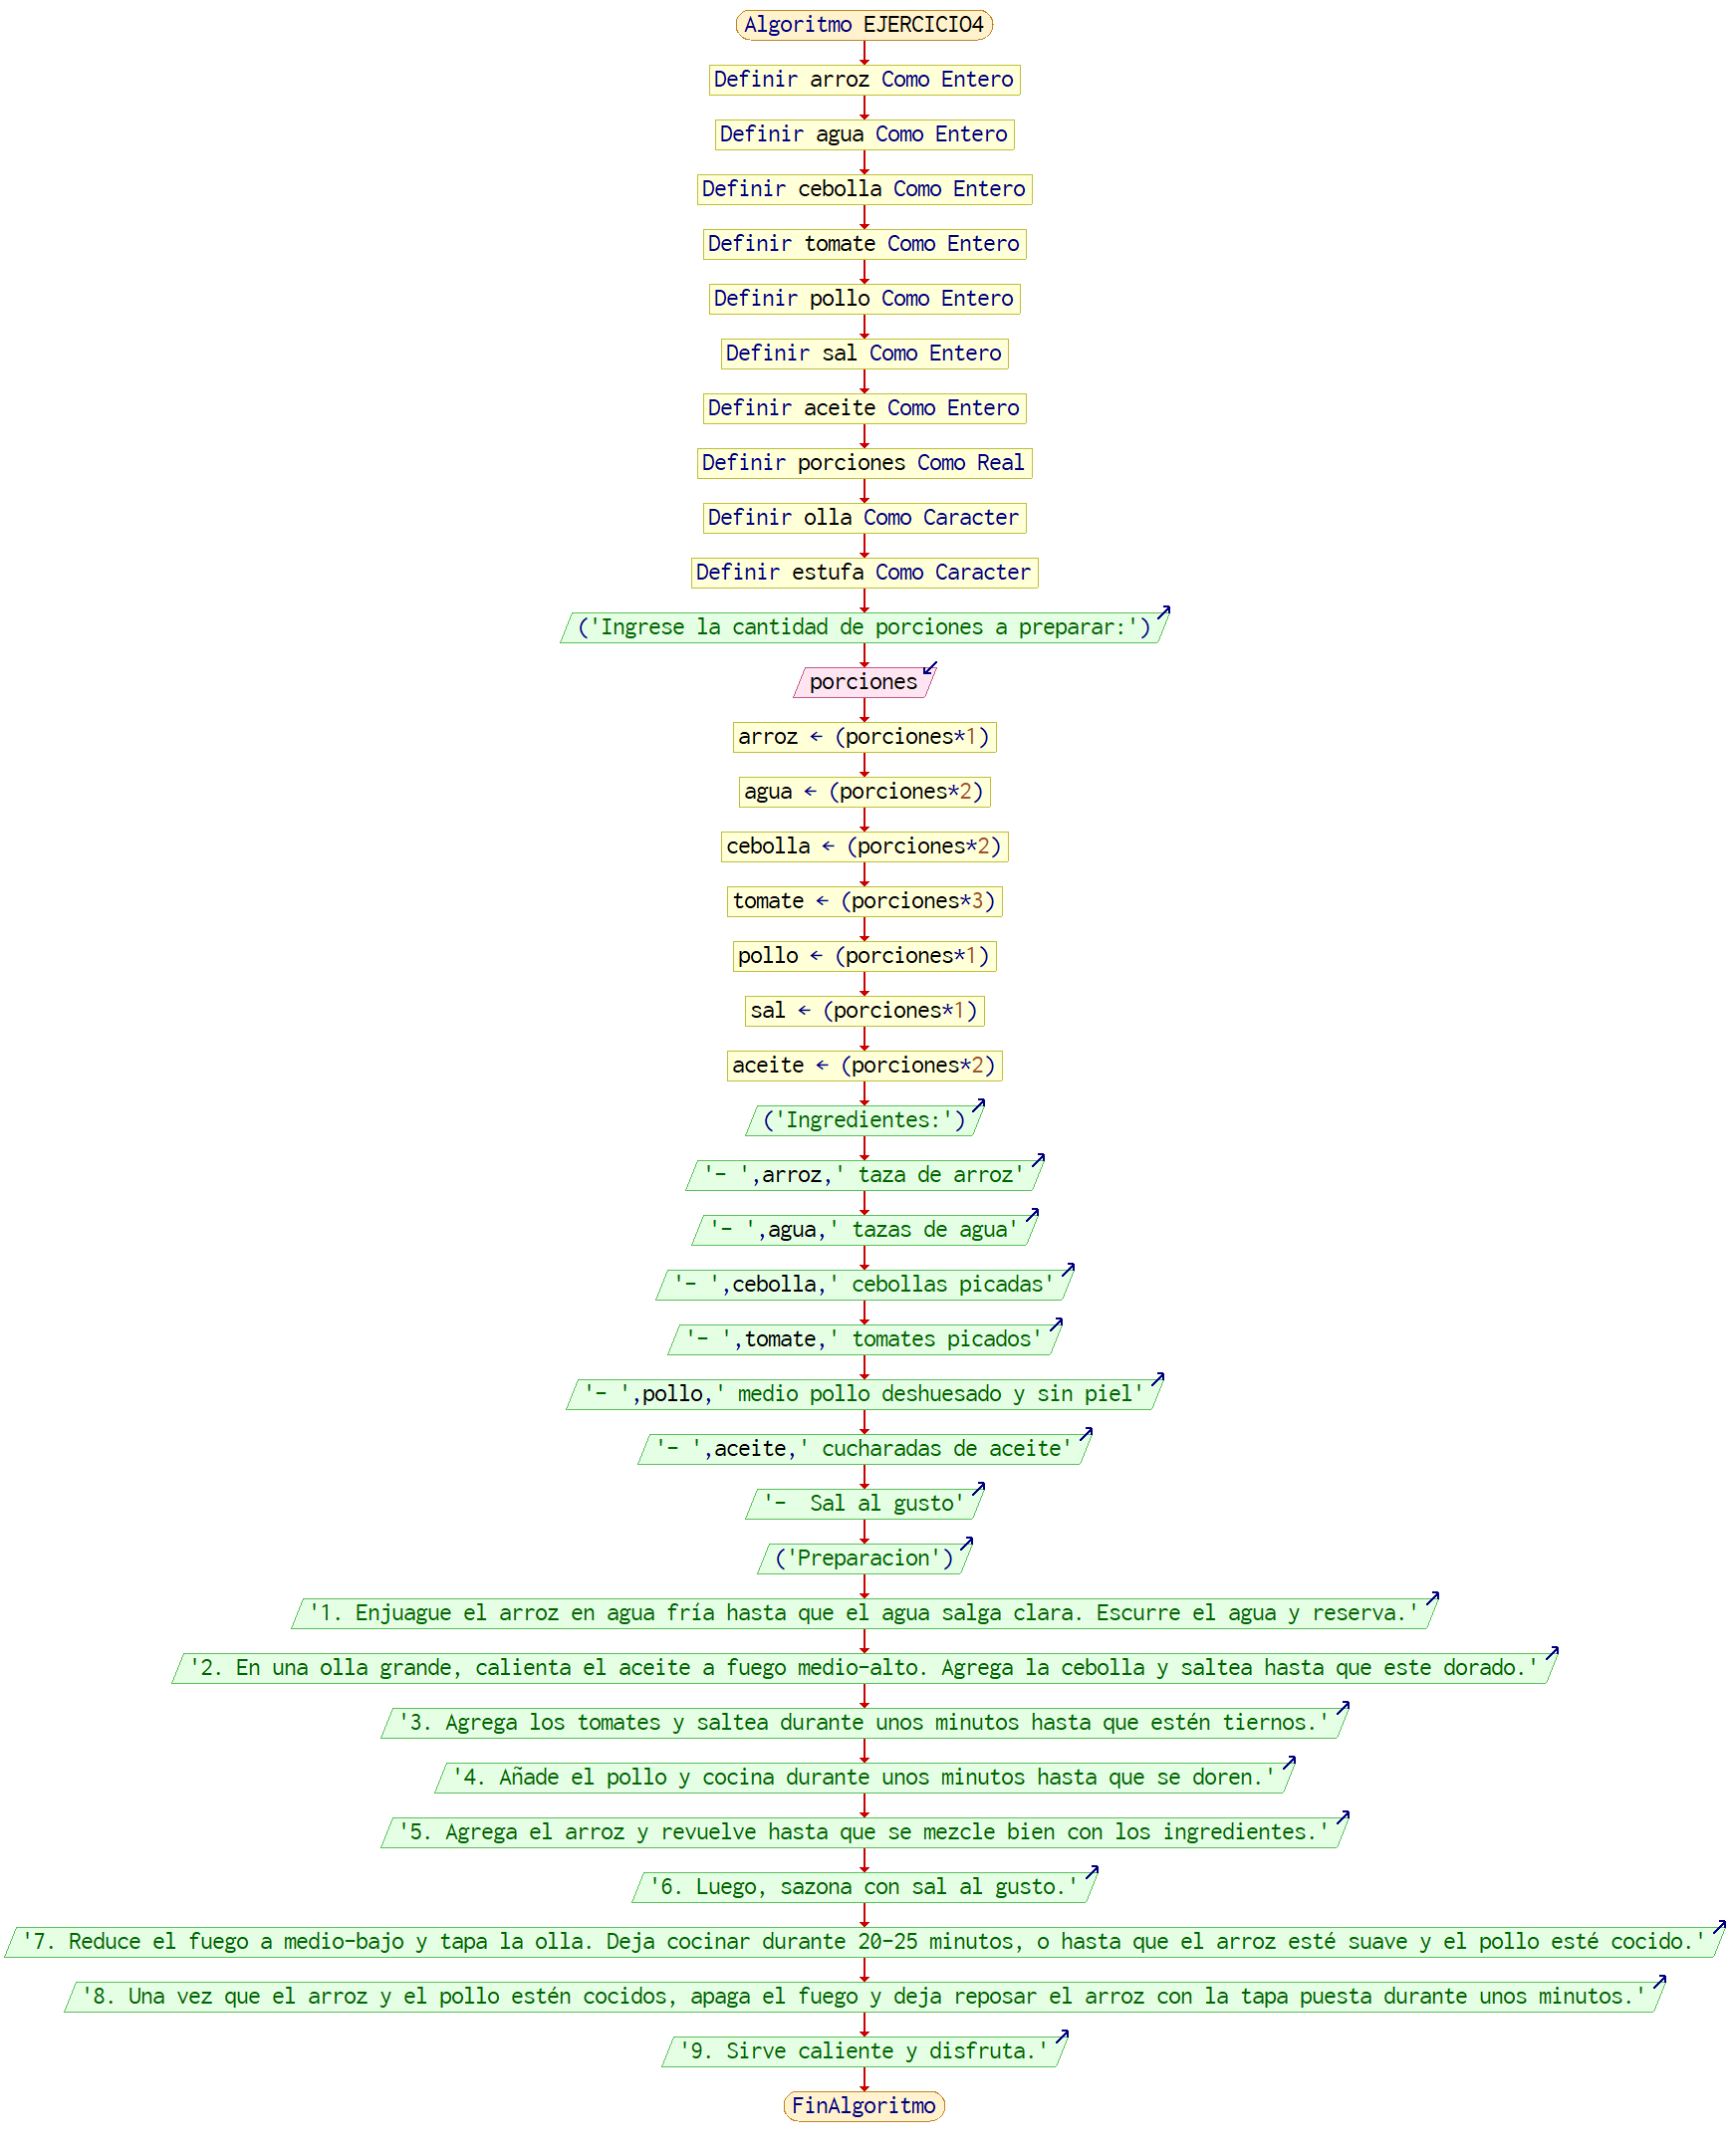 Algoritmo EJERCICIO4
Definir arroz Como Entero
Definir agua Como Entero
Definir cebolla Como Entero
Definir tomate Como Entero
Definir pollo Como Entero
Definir sal Como Entero
Definir aceite Como Entero
Definir porciones Como Real
Definir olla Como Caracter
Definir estufa Como Caracter
('Ingrese la cantidad de porciones a preparar:')
porciones
arroz ← (porciones*1)
agua ← (porciones*2)
cebolla ← (porciones*2)
tomate ← (porciones*3)
pollo ← (porciones*1)
sal ← (porciones*1)
aceite ← (porciones*2)
('Ingredientes:')
'- ',arroz,' taza de arroz'
'- ',agua,' tazas de agua'
'- ',cebolla,' cebollas picadas'
'- ',tomate,' tomates picados'
'- ',pollo,' medio pollo deshuesado y sin piel'
'- ',aceite,' cucharadas de aceite'
'-  Sal al gusto'
('Preparacion')
'1. Enjuague el arroz en agua fría hasta que el agua salga clara. Escurre el agua y reserva.'
'2. En una olla grande, calienta el aceite a fuego medio-alto. Agrega la cebolla y saltea hasta que este dorado.'
'3. Agrega los tomates y saltea durante unos minutos hasta que estén tiernos.'
'4. Añade el pollo y cocina durante unos minutos hasta que se doren.'
'5. Agrega el arroz y revuelve hasta que se mezcle bien con los ingredientes.'
'6. Luego, sazona con sal al gusto.'
'7. Reduce el fuego a medio-bajo y tapa la olla. Deja cocinar durante 20-25 minutos, o hasta que el arroz esté suave y el pollo esté cocido.'
'8. Una vez que el arroz y el pollo estén cocidos, apaga el fuego y deja reposar el arroz con la tapa puesta durante unos minutos.'
'9. Sirve caliente y disfruta.'
FinAlgoritmo